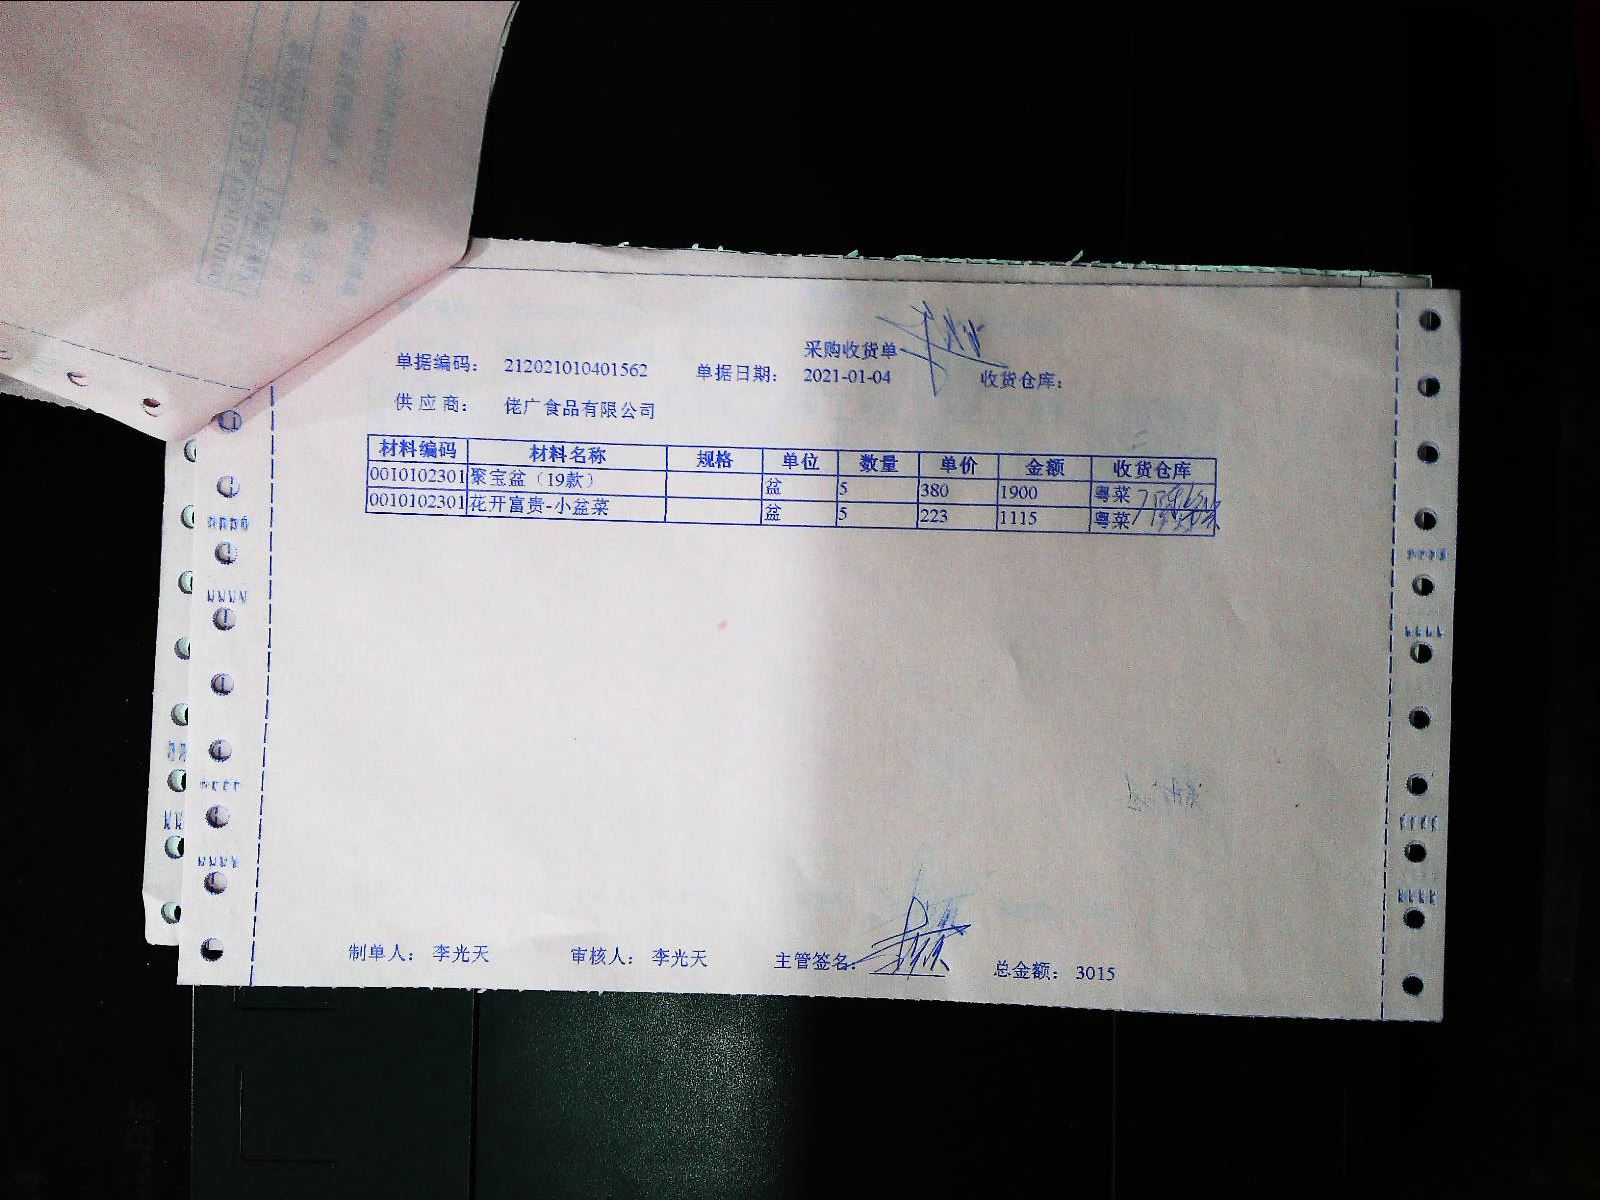 采购收货单
单据编码： 212021010401562 单据日期： 2021-01-04 收货仓库：
供应商： 佬广食品有限公司
材料编码 材料名称 规格 单位 数量 单价 金额 收货仓库
0010102301 聚宝盆（19款） 盆 5 380 1900 粤菜
0010102301 花开富贵-小盆菜 盆 5 223 1115 粤菜
制单人： 李光天 审核人： 李光天 主管签名： 总金额： 3015